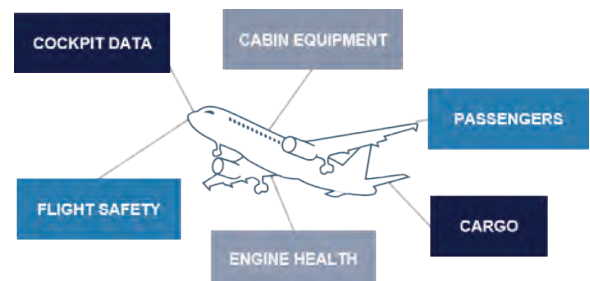 COCKPIT DATA
CABIN EQUIPMENT
PASSENGERS
FLIGHT SAFETY
CARGO
ENGINE HEALTH